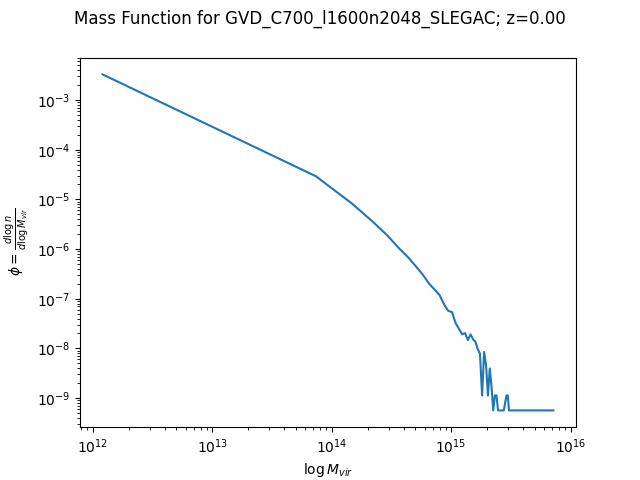 Mass Function for GVD_C700_l1600n2048_SLEGAC; z=0.00
10⁻³
10⁻⁴
10⁻⁵
10⁻⁶
10⁻⁷
10⁻⁸
10⁻⁹
ϕ = d log n / d log M_vir
10¹² 10¹³ 10¹⁴ 10¹⁵ 10¹⁶
log M_vir